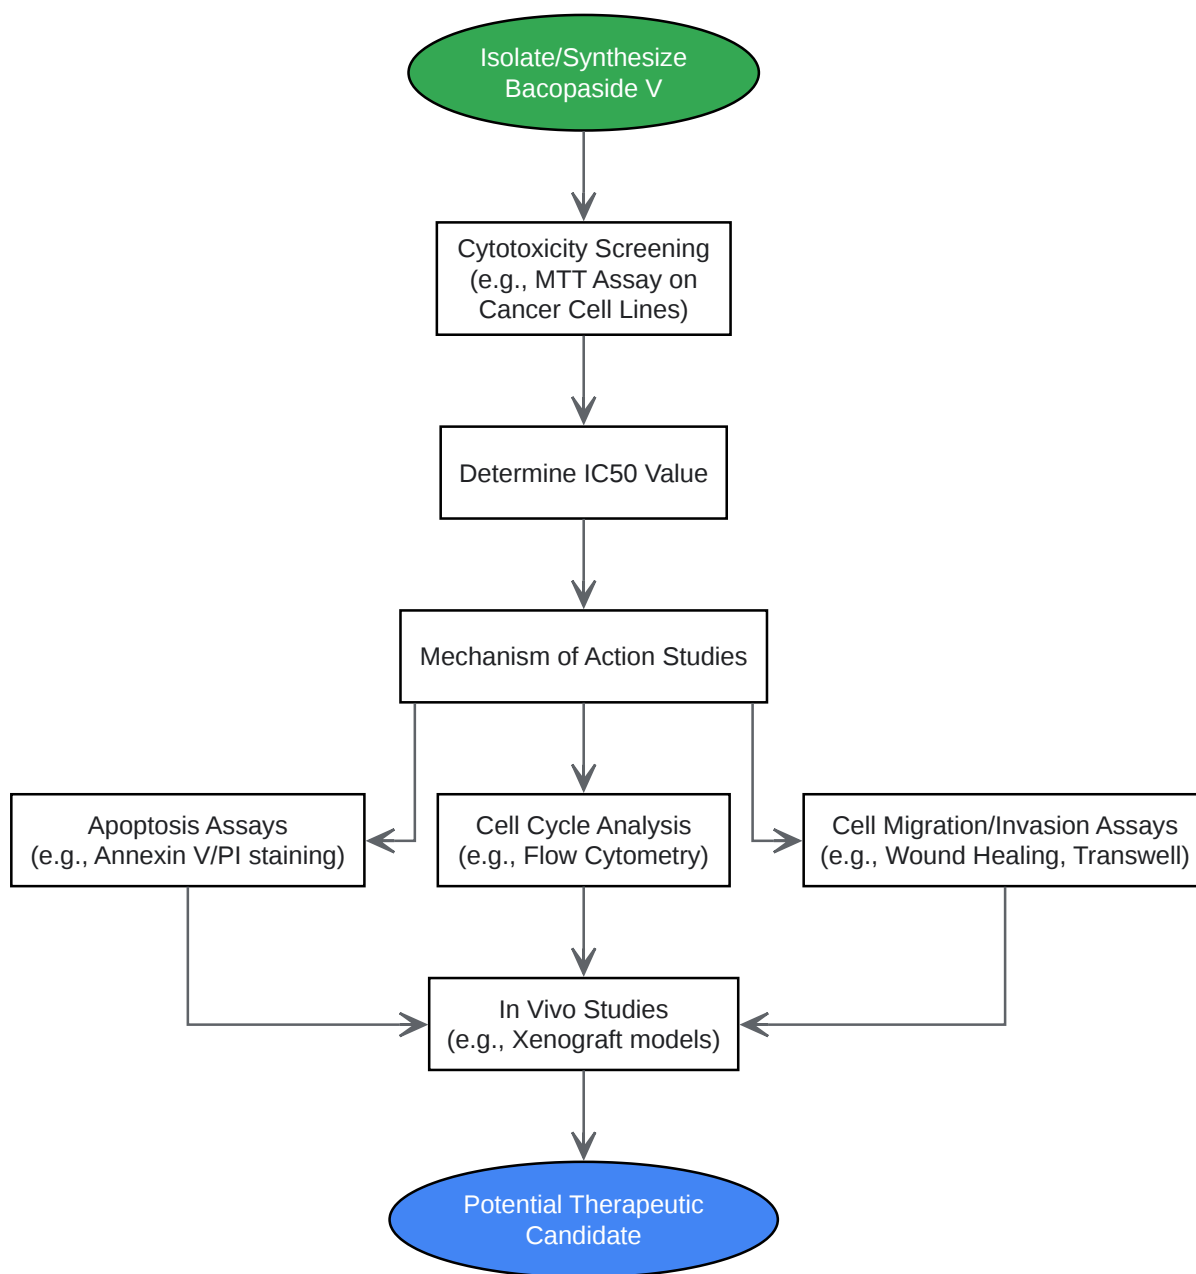 Isolate/Synthesize
Bacopaside V
Cytotoxicity Screening
(e.g., MTT Assay on
Cancer Cell Lines)
Determine IC50 Value
Mechanism of Action Studies
Apoptosis Assays
(e.g., Annexin V/PI staining)
Cell Cycle Analysis
(e.g., Flow Cytometry)
Cell Migration/Invasion Assays
(e.g., Wound Healing, Transwell)
In Vivo Studies
(e.g., Xenograft models)
Potential Therapeutic
Candidate